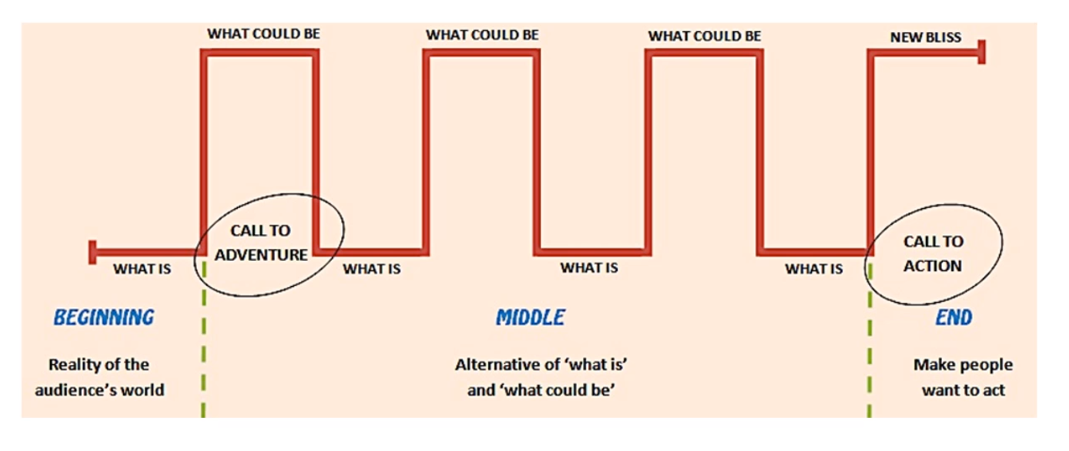 WHAT COULD BE
WHAT COULD BE
WHAT COULD BE
NEW BLISS
CALL TO
ADVENTURE
CALL TO
ACTION
WHAT IS
WHAT IS
WHAT IS
WHAT IS
BEGINNING
MIDDLE
END
Reality of the
audience's world
Alternative of ‘what is’
and ‘what could be’
Make people
want to act